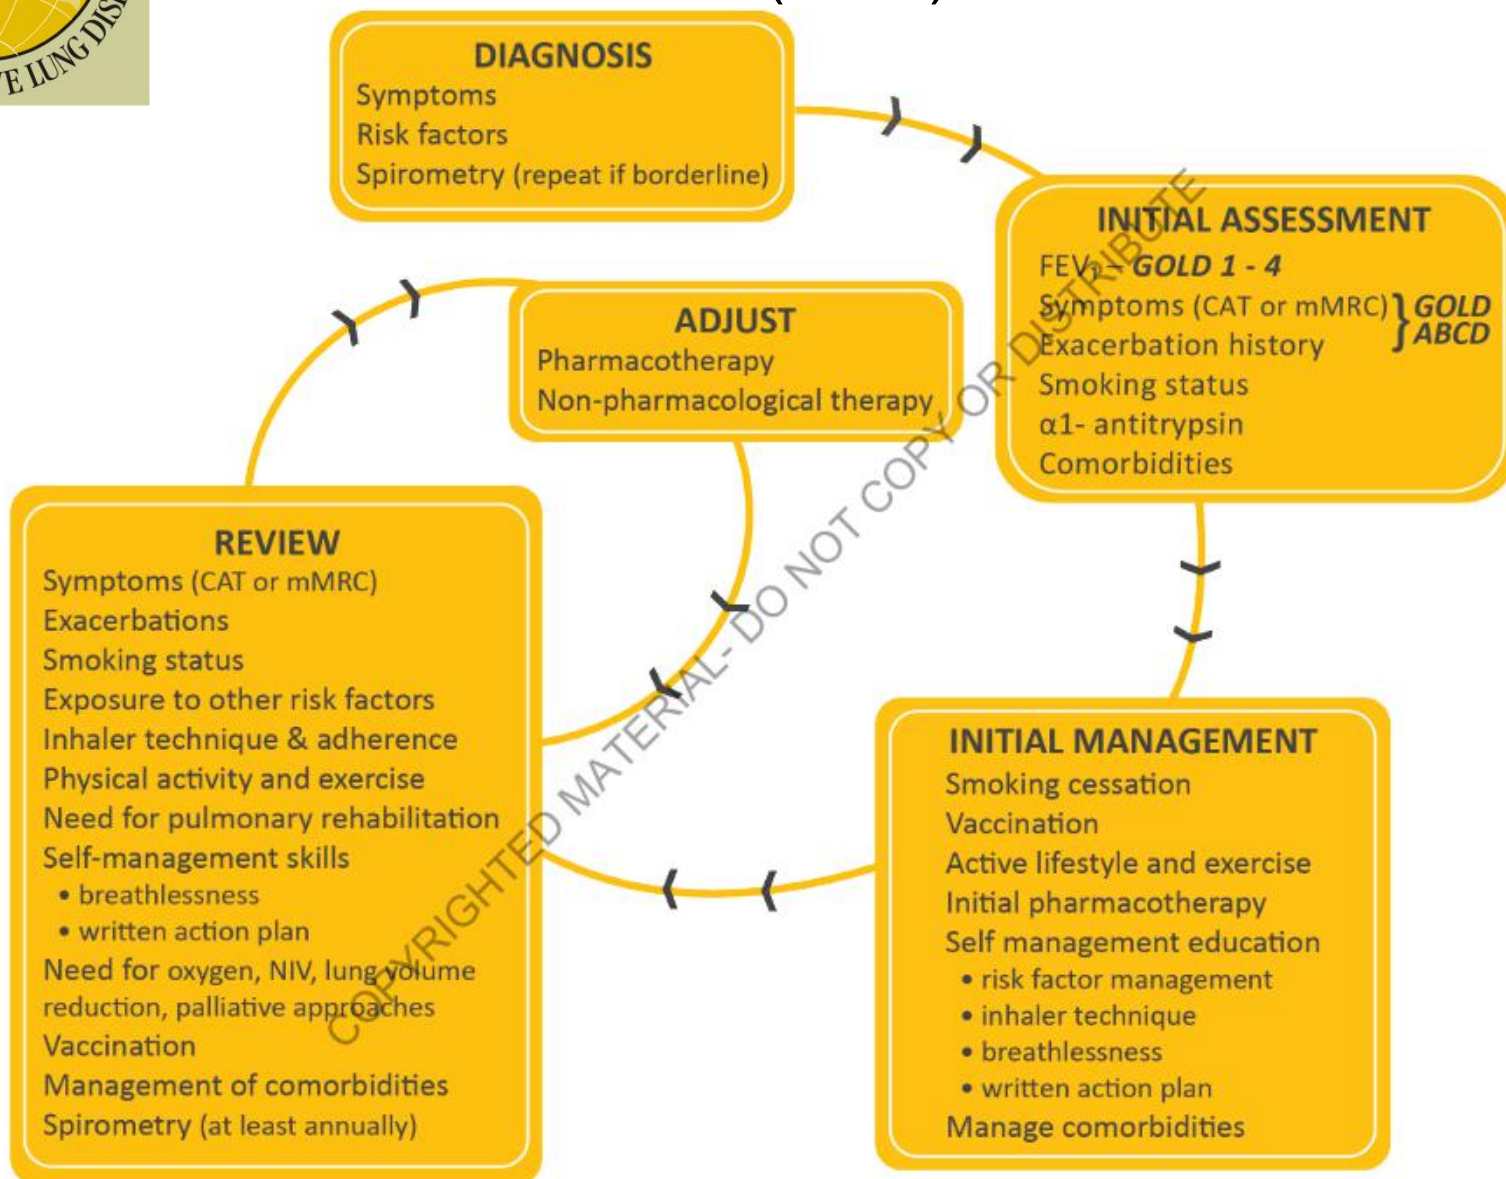 E LUNG DIS
DIAGNOSIS
Symptoms
Risk factors
Spirometry (repeat if borderline)
INITIAL ASSESSMENT
FEV₁ – GOLD 1 - 4
Symptoms (CAT or mMRC) } GOLD
Exacerbation history ABCD
Smoking status
α1- antitrypsin
Comorbidities
ADJUST
Pharmacotherapy
Non-pharmacological therapy
REVIEW
Symptoms (CAT or mMRC)
Exacerbations
Smoking status
Exposure to other risk factors
Inhaler technique & adherence
Physical activity and exercise
Need for pulmonary rehabilitation
Self-management skills
• breathlessness
• written action plan
Need for oxygen, NIV, lung volume
reduction, palliative approaches
Vaccination
Management of comorbidities
Spirometry (at least annually)
INITIAL MANAGEMENT
Smoking cessation
Vaccination
Active lifestyle and exercise
Initial pharmacotherapy
Self management education
• risk factor management
• inhaler technique
• breathlessness
• written action plan
Manage comorbidities
COPYRIGHTED MATERIAL- DO NOT COPY OR DISTRIBUTE